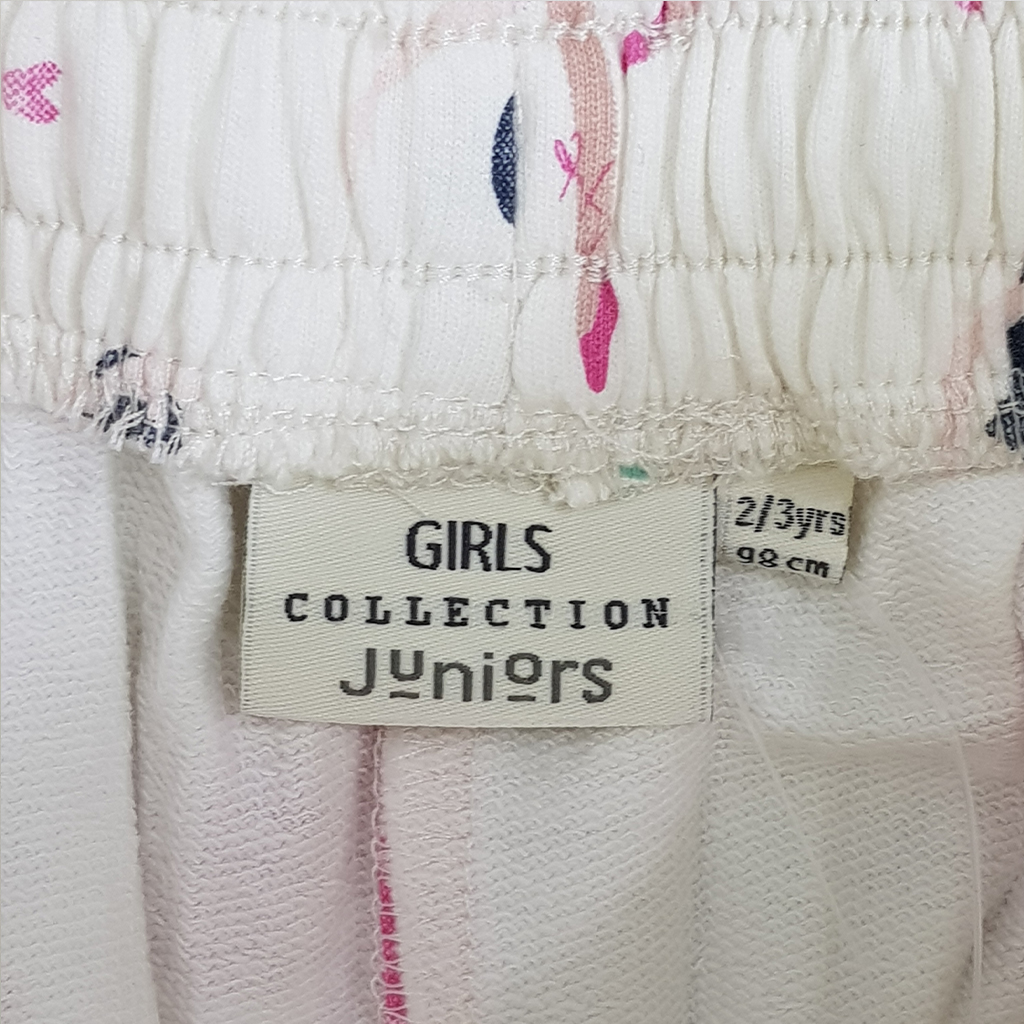 GIRLS
COLLECTION
Juniors
2/3yrs
98 cm